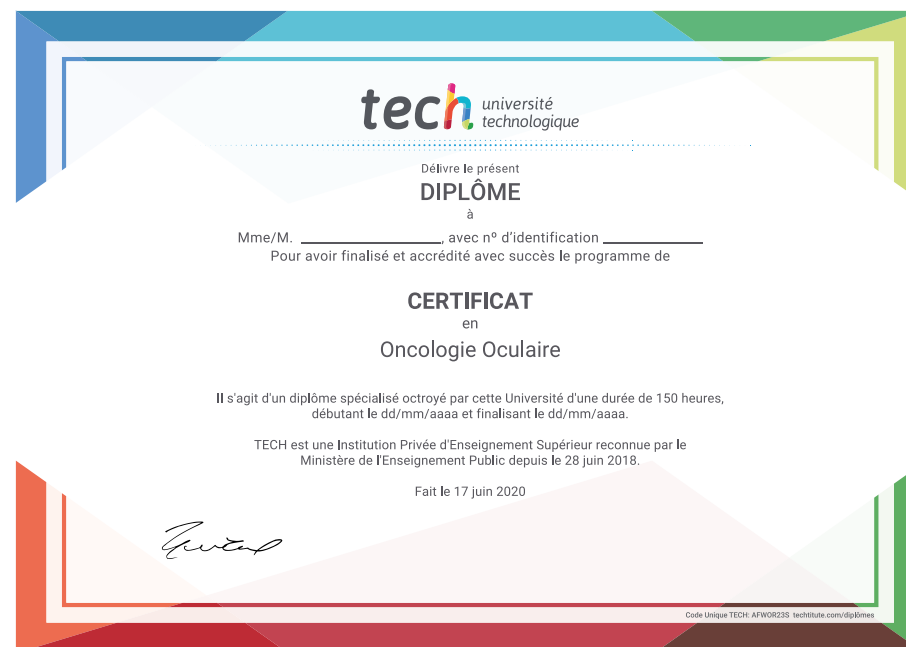 tech université
technologique
Délivre le présent
DIPLÔME
à
Mme/M. ____________________, avec nº d'identification ______________
Pour avoir finalisé et accrédité avec succès le programme de
CERTIFICAT
en
Oncologie Oculaire
Il s'agit d'un diplôme spécialisé octroyé par cette Université d'une durée de 150 heures,
débutant le dd/mm/aaaa et finalisant le dd/mm/aaaa.
TECH est une Institution Privée d'Enseignement Supérieur reconnue par le
Ministère de l'Enseignement Public depuis le 28 juin 2018.
Fait le 17 juin 2020
Code Unique TECH: AFWOR23S techtitute.com/diplômes